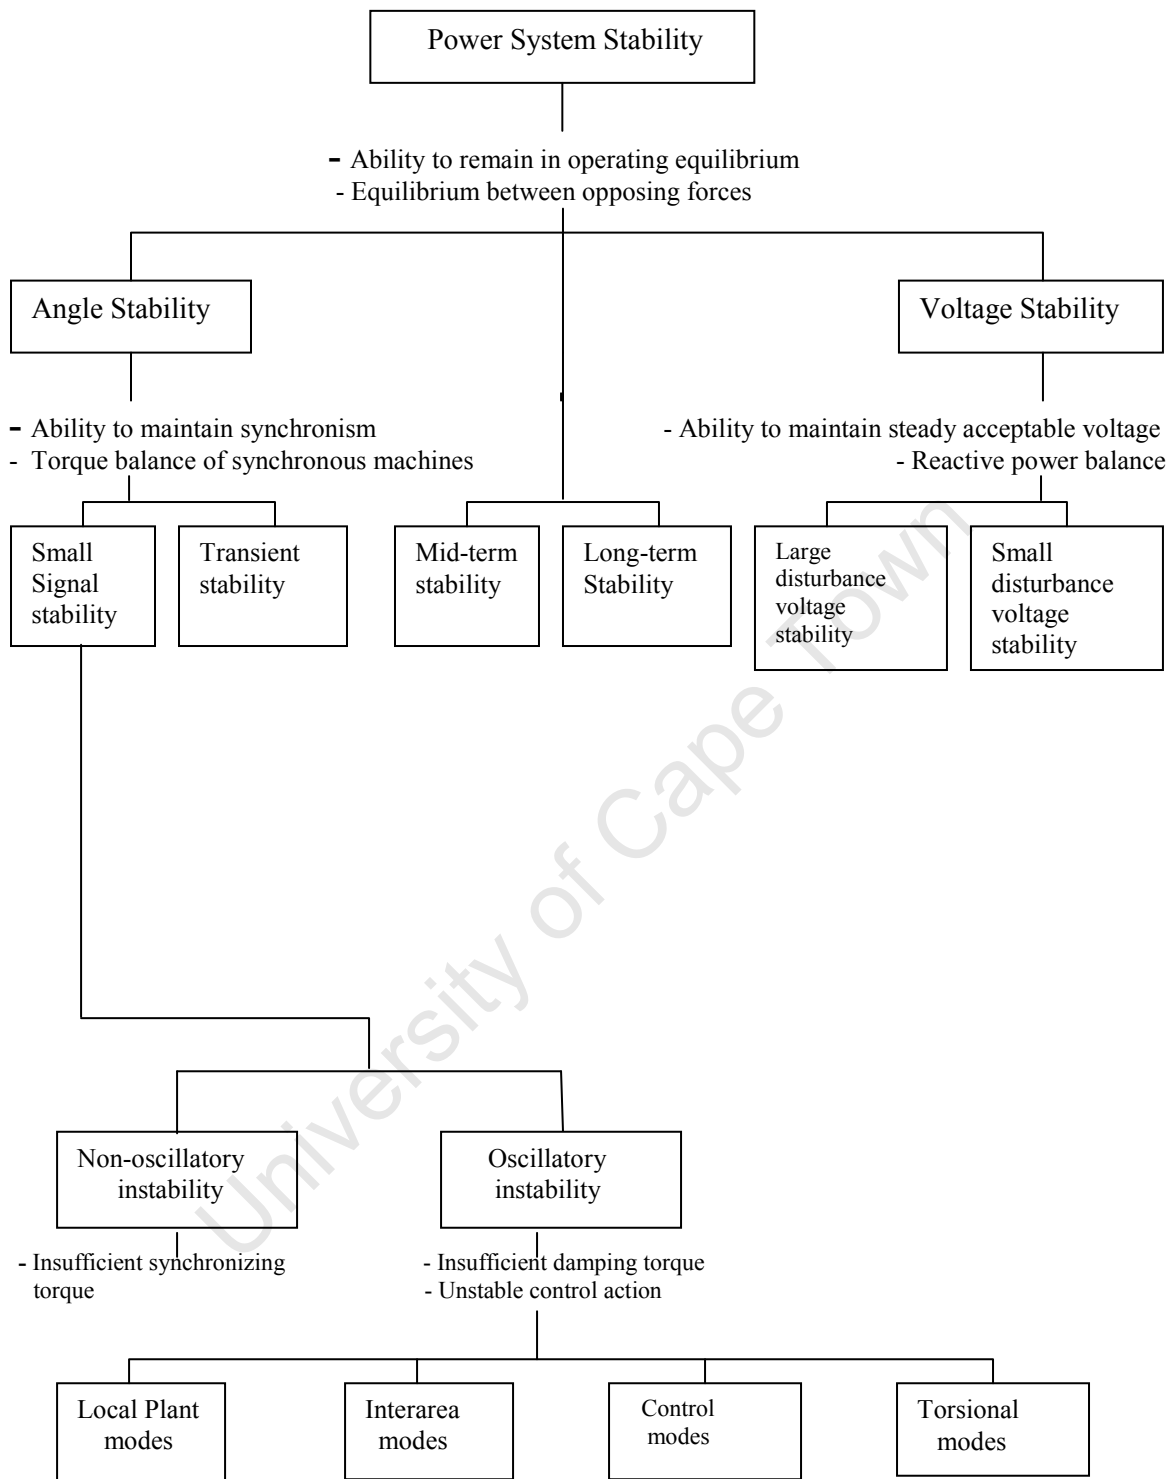 Power System Stability
- Ability to remain in operating equilibrium
- Equilibrium between opposing forces
Angle Stability
Voltage Stability
- Ability to maintain synchronism
- Torque balance of synchronous machines
- Ability to maintain steady acceptable voltage
- Reactive power balance
Small
Signal
stability
Transient
stability
Mid-term
stability
Long-term
Stability
Large
disturbance
voltage
stability
Small
disturbance
voltage
stability
University of Cape Town
Non-oscillatory
instability
Oscillatory
instability
- Insufficient synchronizing
torque
- Insufficient damping torque
- Unstable control action
Local Plant
modes
Interarea
modes
Control
modes
Torsional
modes